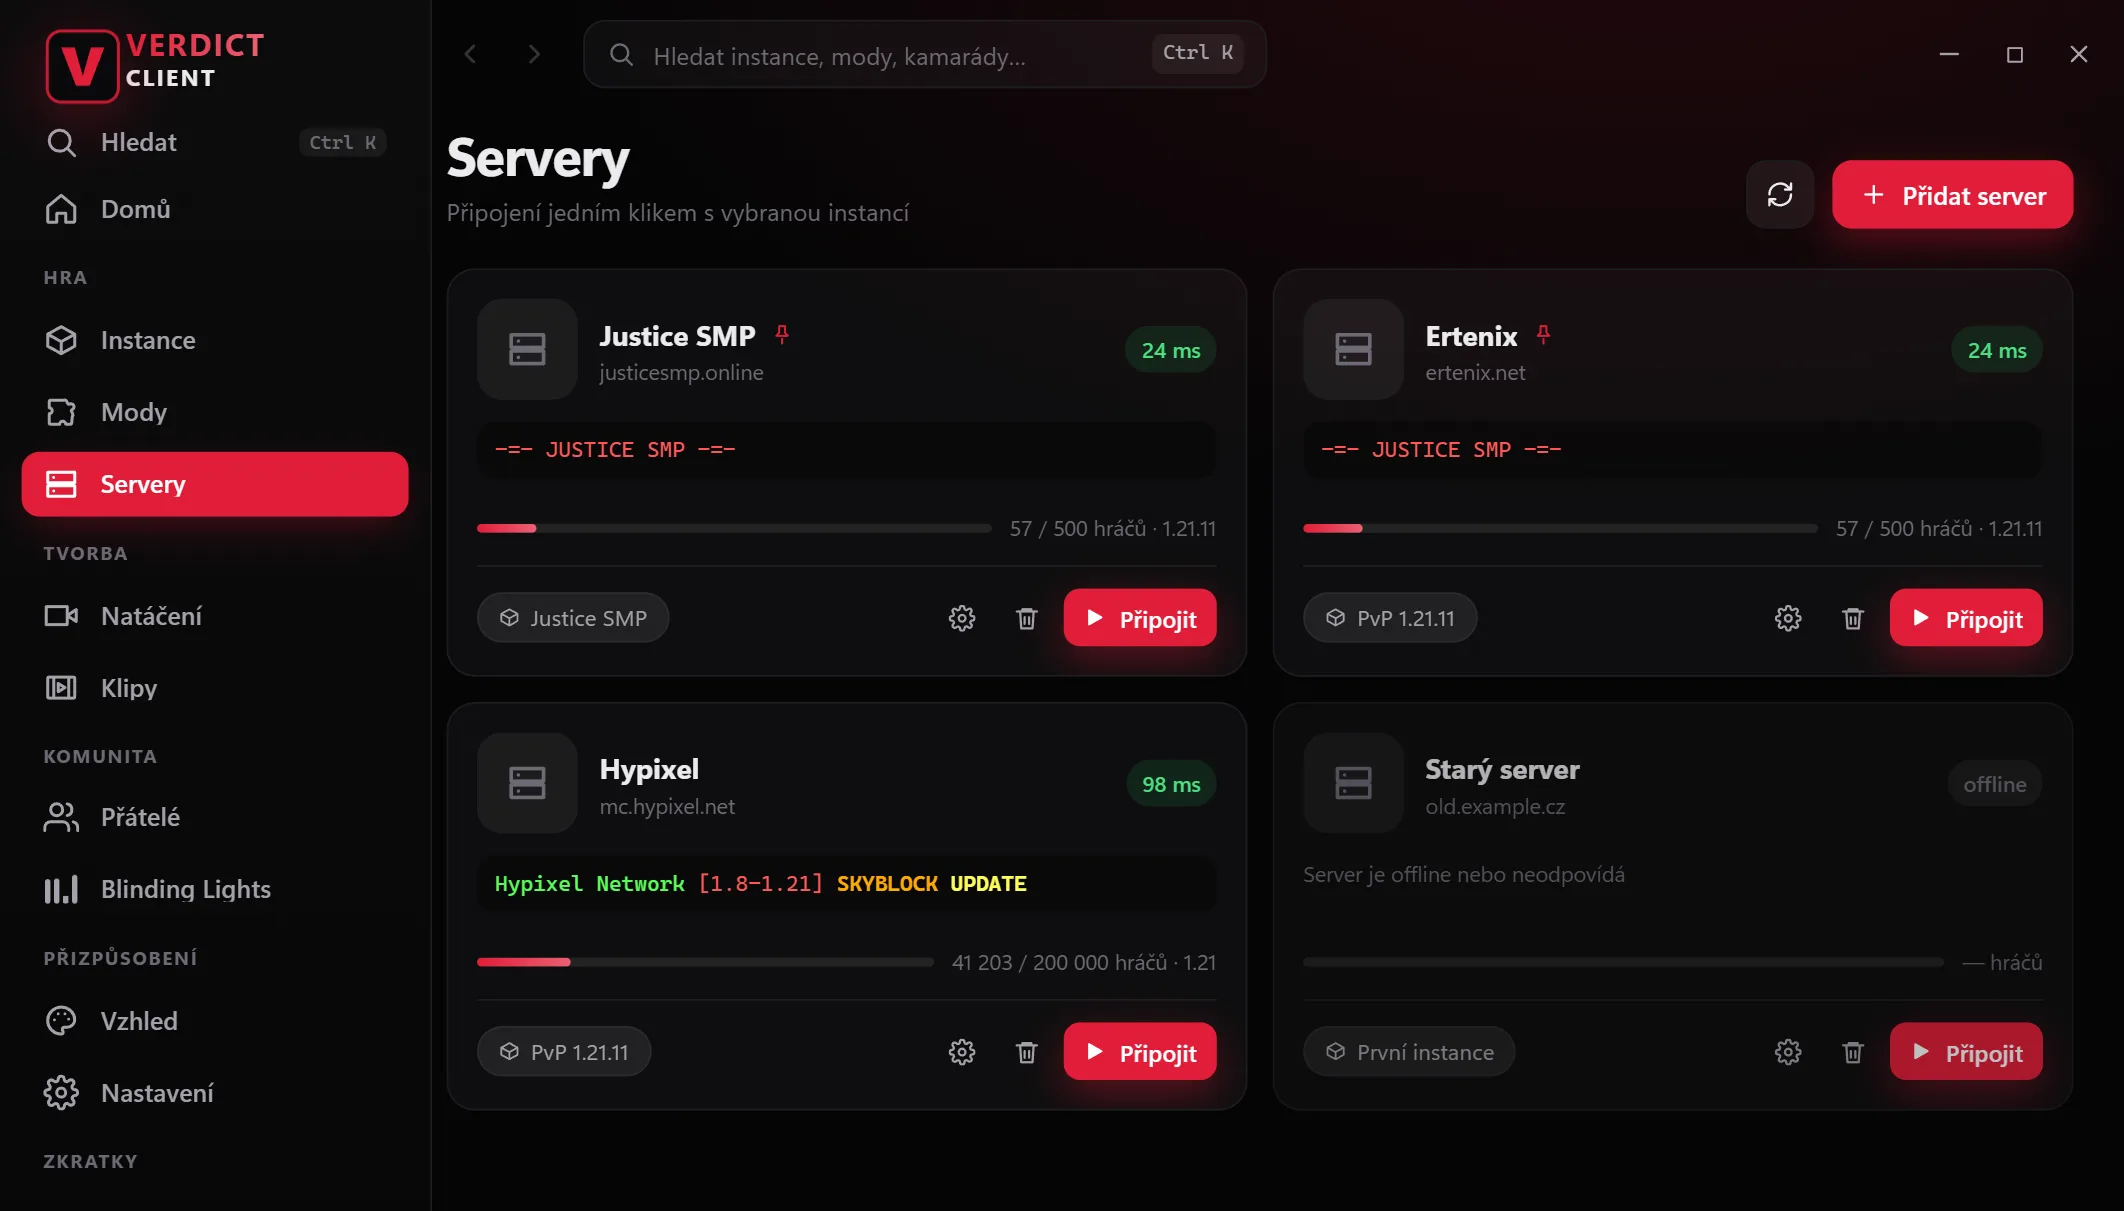 VERDICT
CLIENT
Hledat Ctrl K
Domů
HRA
Instance
Mody
Servery
TVORBA
Natáčení
Klipy
KOMUNITA
Přátelé
Blinding Lights
PŘIZPŮSOBENÍ
Vzhled
Nastavení
ZKRATKY
Hledat instance, mody, kamarády... Ctrl K
Servery
Připojení jedním klikem s vybranou instancí
Přidat server
Justice SMP
justicesmp.online
24 ms
-=- JUSTICE SMP -=-
57 / 500 hráčů · 1.21.11
Justice SMP
Připojit
Ertenix
ertenix.net
24 ms
-=- JUSTICE SMP -=-
57 / 500 hráčů · 1.21.11
PvP 1.21.11
Připojit
Hypixel
mc.hypixel.net
98 ms
Hypixel Network [1.8-1.21] SKYBLOCK UPDATE
41 203 / 200 000 hráčů · 1.21
PvP 1.21.11
Připojit
Starý server
old.example.cz
offline
Server je offline nebo neodpovídá
— hráčů
První instance
Připojit